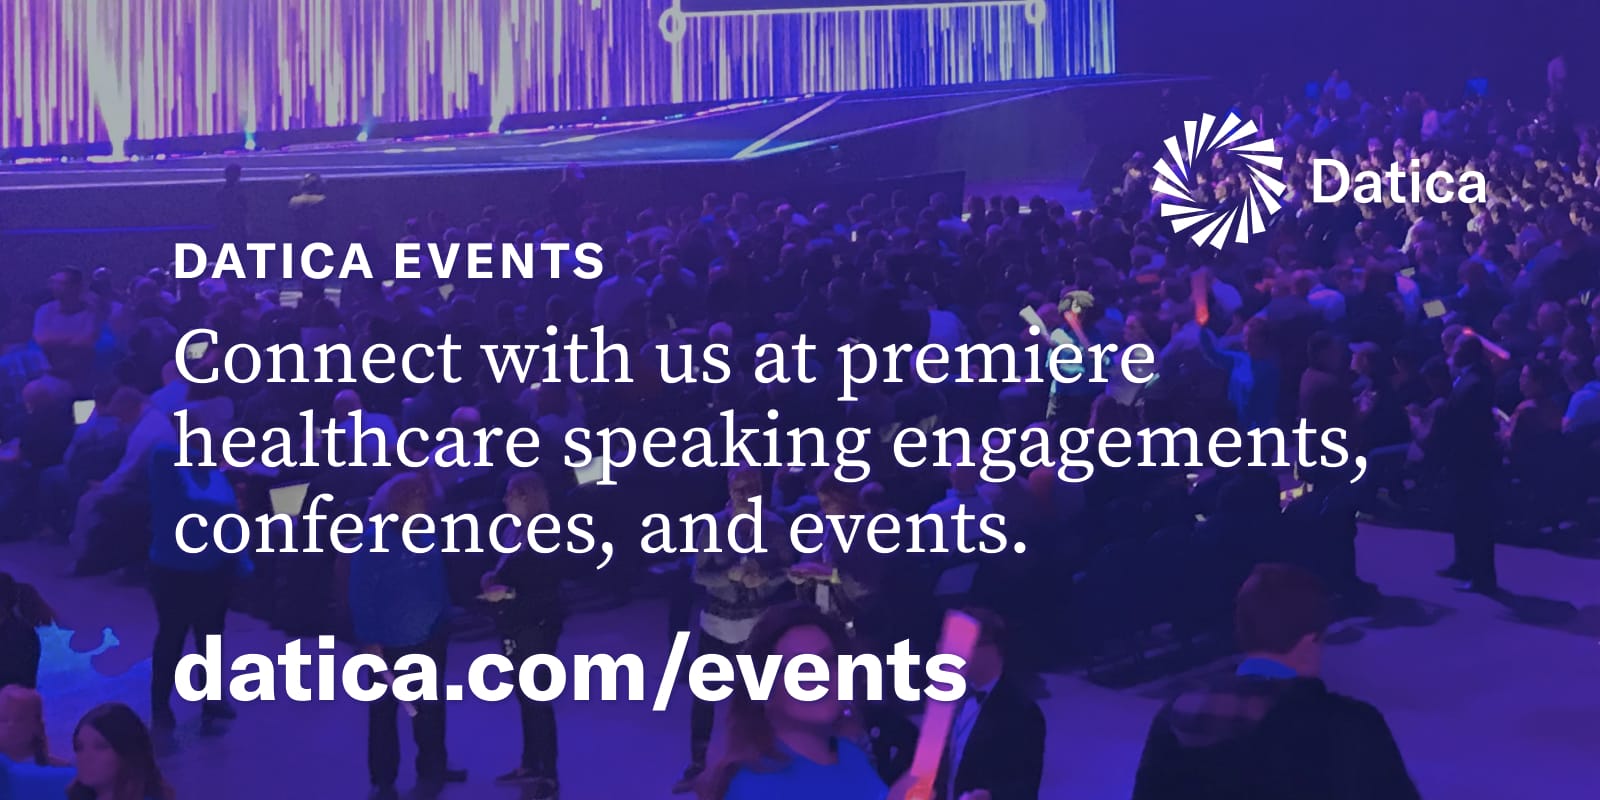 Datica
DATICA EVENTS
Connect with us at premiere
healthcare speaking engagements,
conferences, and events.
datica.com/events